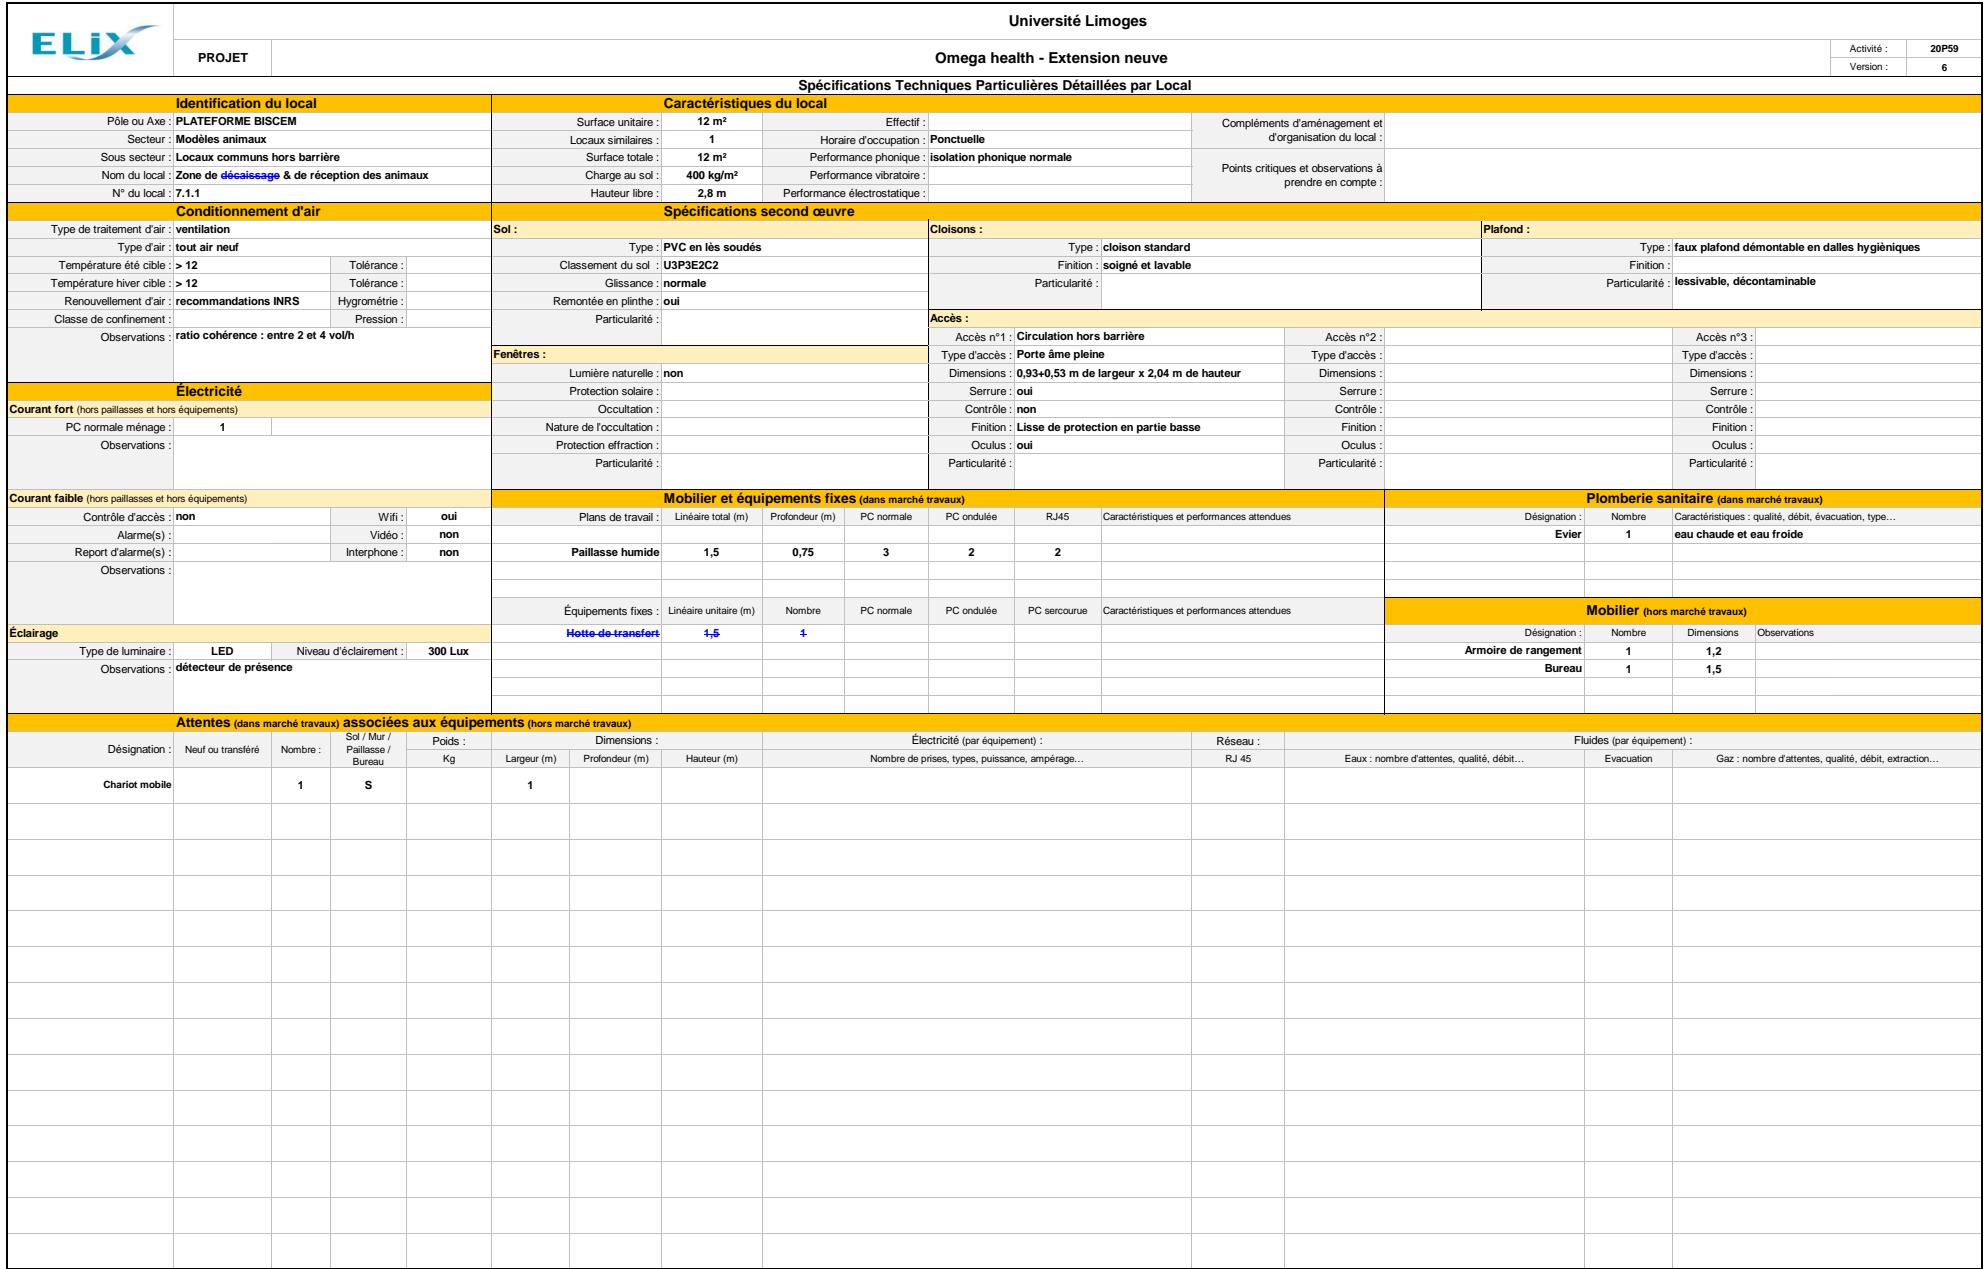 ELiX
Université Limoges
PROJET
Omega health - Extension neuve
Activité : 20P59
Version : 6
Spécifications Techniques Particulières Détaillées par Local
Identification du local
Pôle ou Axe : PLATEFORME BISCEM
Secteur : Modèles animaux
Sous secteur : Locaux communs hors barrière
Nom du local : Zone de décaissage & de réception des animaux
N° du local : 7.1.1
Caractéristiques du local
Surface unitaire : 12 m²
Locaux similaires : 1
Surface totale : 12 m²
Charge au sol : 400 kg/m²
Hauteur libre : 2,8 m
Effectif :
Horaire d'occupation : Ponctuelle
Performance phonique : isolation phonique normale
Performance vibratoire :
Performance électrostatique :
Compléments d'aménagement et
d'organisation du local :
Points critiques et observations à
prendre en compte :
Conditionnement d'air
Type de traitement d'air : ventilation
Type d'air : tout air neuf
Température été cible : > 12 Tolérance :
Température hiver cible : > 12 Tolérance :
Renouvellement d'air : recommandations INRS Hygrométrie :
Classe de confinement : Pression :
Observations : ratio cohérence : entre 2 et 4 vol/h
Spécifications second œuvre
Sol :
Type : PVC en lès soudés
Classement du sol : U3P3E2C2
Glissance : normale
Remontée en plinthe : oui
Particularité :
Cloisons :
Type : cloison standard
Finition : soigné et lavable
Particularité :
Plafond :
Type : faux plafond démontable en dalles hygièniques
Finition :
Particularité : lessivable, décontaminable
Fenêtres :
Lumière naturelle : non
Protection solaire :
Occultation :
Nature de l'occultation :
Protection effraction :
Particularité :
Accès :
Accès n°1 : Circulation hors barrière Accès n°2 : Accès n°3 :
Type d'accès : Porte âme pleine Type d'accès : Type d'accès :
Dimensions : 0,93+0,53 m de largeur x 2,04 m de hauteur Dimensions : Dimensions :
Serrure : oui Serrure : Serrure :
Contrôle : non Contrôle : Contrôle :
Finition : Lisse de protection en partie basse Finition : Finition :
Oculus : oui Oculus : Oculus :
Particularité : Particularité : Particularité :
Électricité
Courant fort (hors paillasses et hors équipements)
PC normale ménage : 1
Observations :
Courant faible (hors paillasses et hors équipements)
Contrôle d'accès : non Wifi : oui
Alarme(s) : Vidéo : non
Report d'alarme(s) : Interphone : non
Observations :
Éclairage
Type de luminaire : LED Niveau d'éclairement : 300 Lux
Observations : détecteur de présence
Mobilier et équipements fixes (dans marché travaux)
Plans de travail : Linéaire total (m) Profondeur (m) PC normale PC ondulée RJ45 Caractéristiques et performances attendues
Paillasse humide 1,5 0,75 3 2 2
Équipements fixes : Linéaire unitaire (m) Nombre PC normale PC ondulée PC sercourue Caractéristiques et performances attendues
Hotte de transfert 1,5 1
Plomberie sanitaire (dans marché travaux)
Désignation : Nombre Caractéristiques : qualité, débit, évacuation, type…
Evier 1 eau chaude et eau froide
Mobilier (hors marché travaux)
Désignation : Nombre Dimensions Observations
Armoire de rangement 1 1,2
Bureau 1 1,5
Attentes (dans marché travaux) associées aux équipements (hors marché travaux)
Désignation : Neuf ou transféré Nombre : Sol / Mur /
Paillasse /
Bureau
Poids : Dimensions : Électricité (par équipement) : Réseau : Fluides (par équipement) :
Kg Largeur (m) Profondeur (m) Hauteur (m) Nombre de prises, types, puissance, ampérage… RJ 45 Eaux : nombre d'attentes, qualité, débit… Evacuation Gaz : nombre d'attentes, qualité, débit, extraction…
Chariot mobile 1 S 1